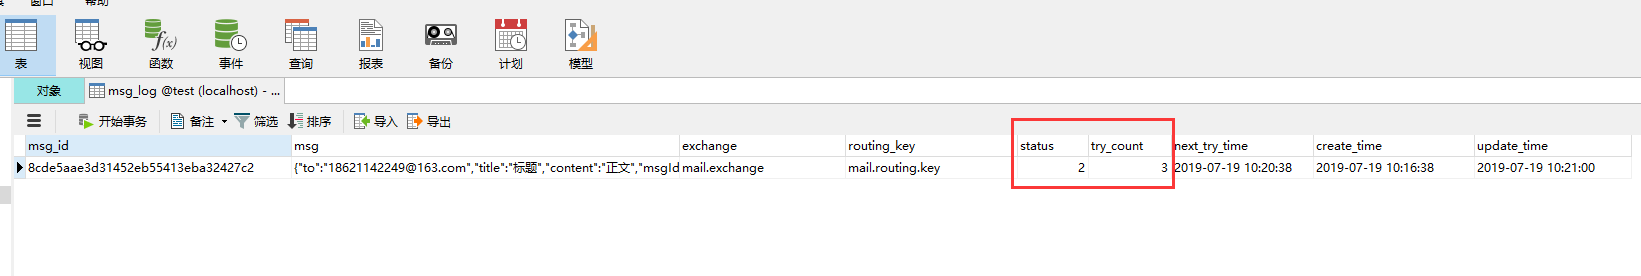 窗口 帮助
表 视图 函数 事件 查询 报表 备份 计划 模型
对象 msg_log @test (localhost) - ...
开始事务 备注 筛选 排序 导入 导出
msg_id msg exchange routing_key status try_count next_try_time create_time update_time
8cde5aae3d31452eb55413eba32427c2 {"to":"18621142249@163.com","title":"标题","content":"正文","msgId mail.exchange mail.routing.key 2 3 2019-07-19 10:20:38 2019-07-19 10:16:38 2019-07-19 10:21:00